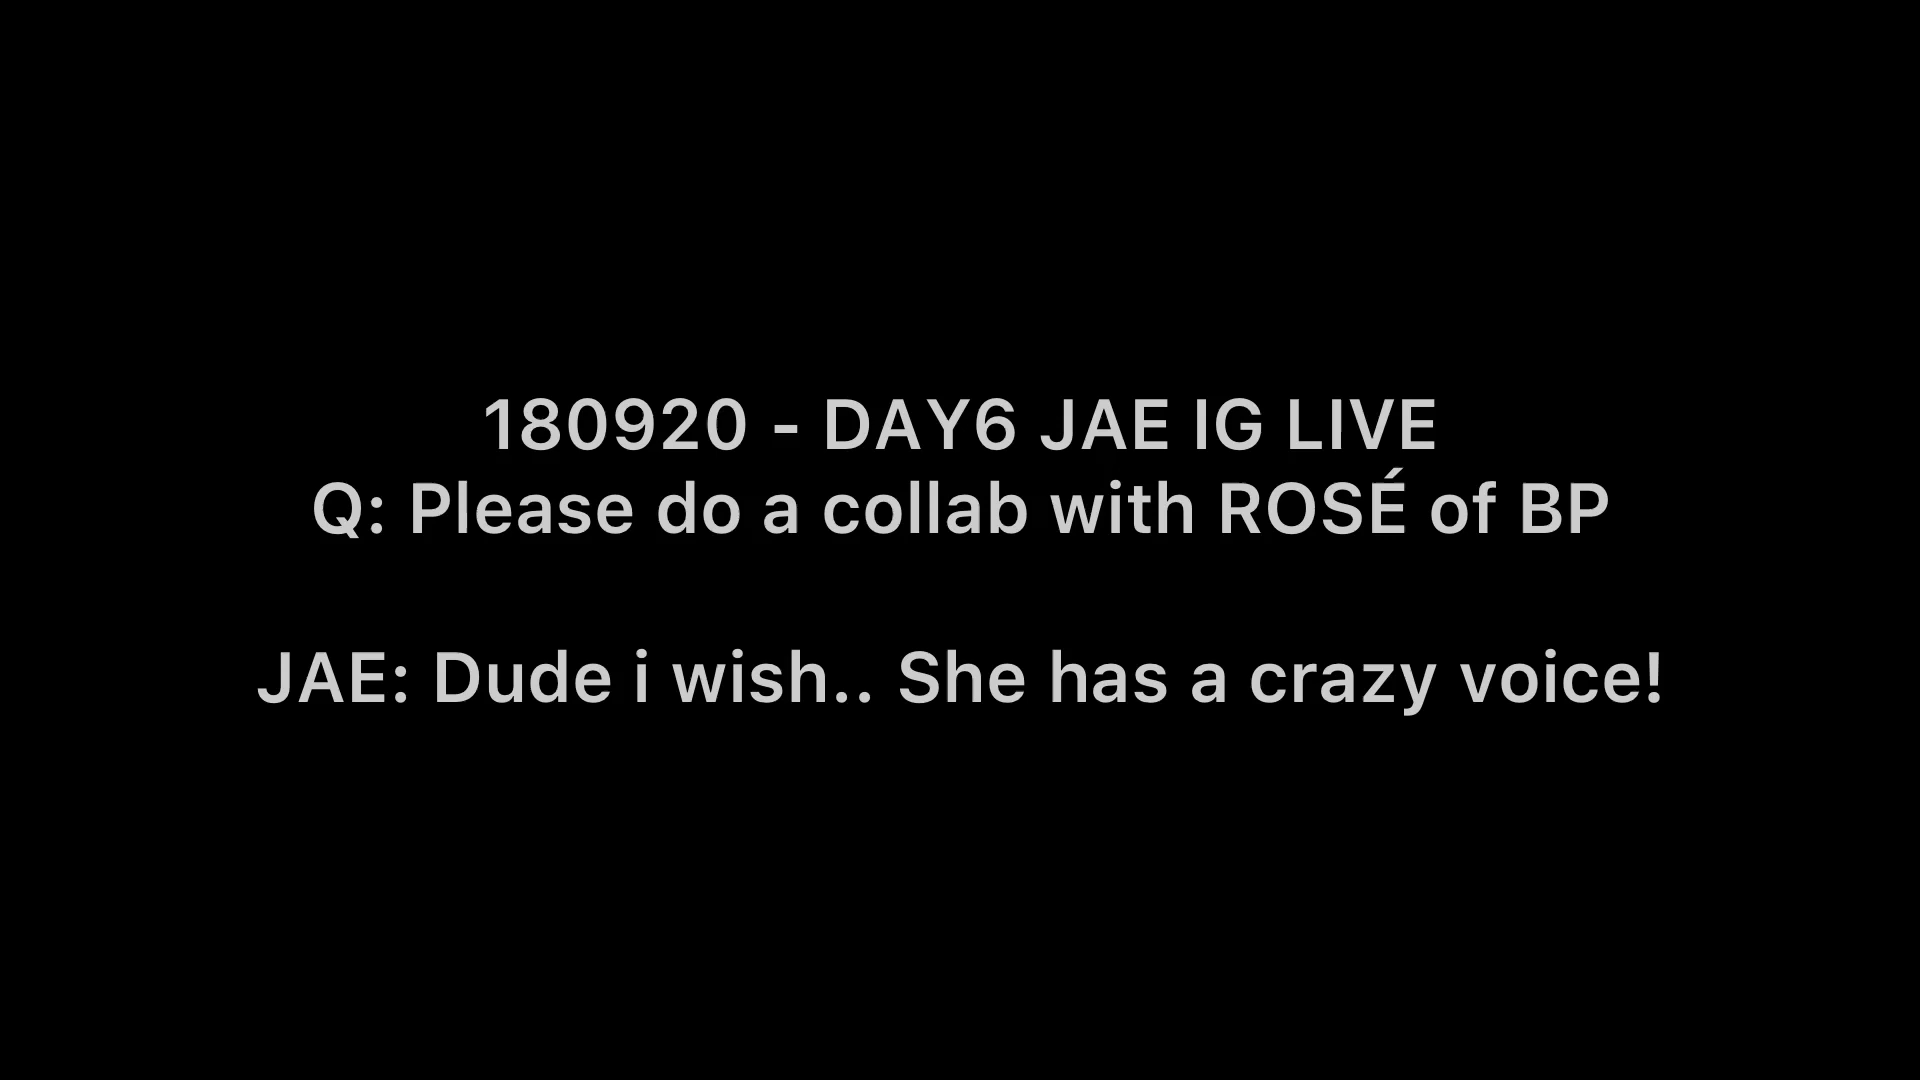 180920 - DAY6 JAE IG LIVE
Q: Please do a collab with ROSÉ of BP
JAE: Dude i wish.. She has a crazy voice!